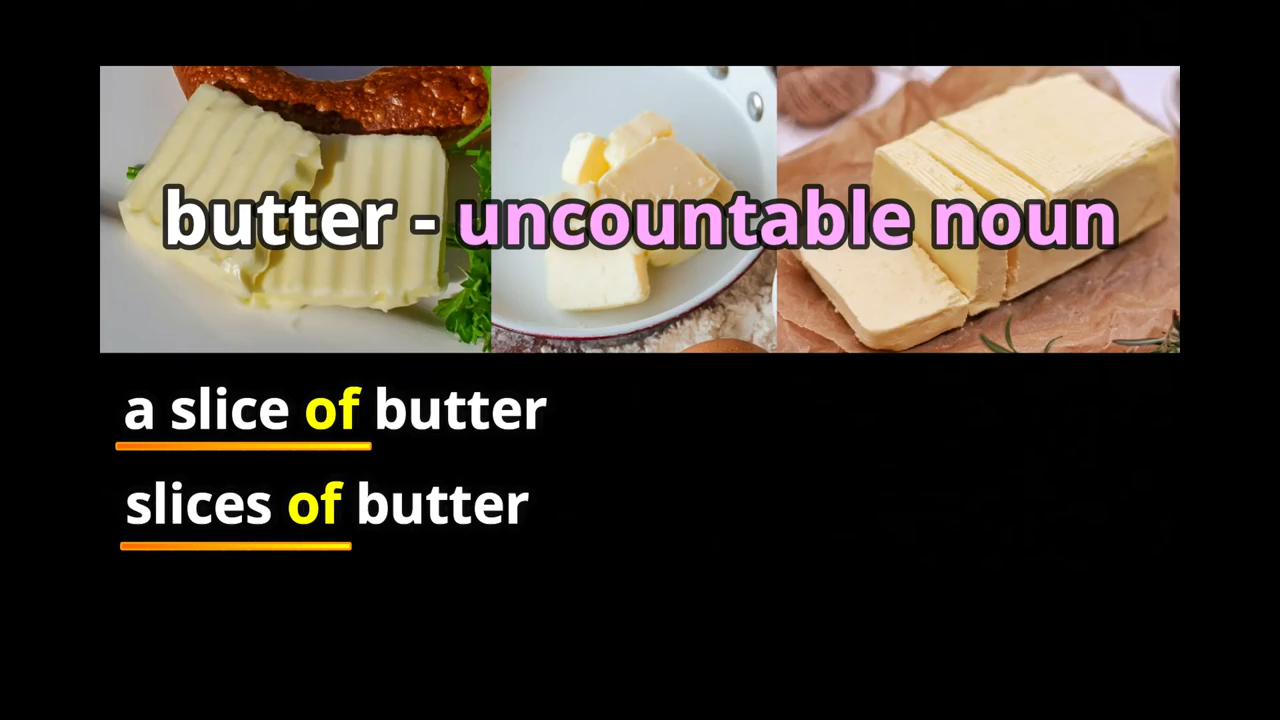 butter - uncountable noun
a slice of butter
slices of butter